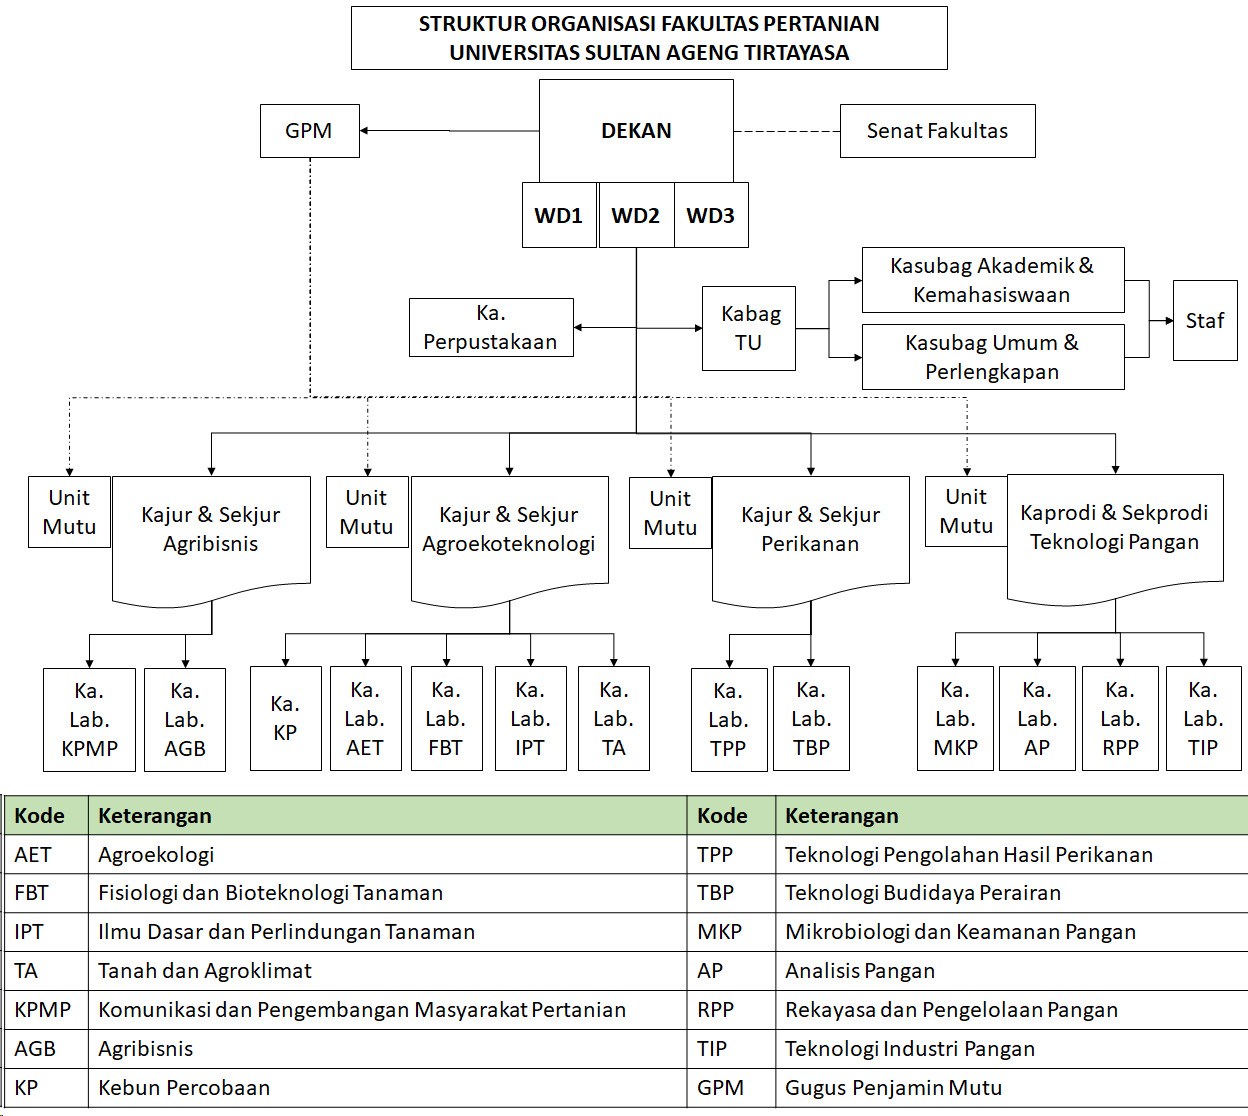 STRUKTUR ORGANISASI FAKULTAS PERTANIAN
UNIVERSITAS SULTAN AGENG TIRTAYASA
GPM
DEKAN
Senat Fakultas
WD1
WD2
WD3
Ka.
Perpustakaan
Kabag
TU
Kasubag Akademik &
Kemahasiswaan
Kasubag Umum &
Perlengkapan
Staf
Unit
Mutu
Kajur & Sekjur
Agribisnis
Unit
Mutu
Kajur & Sekjur
Agroekoteknologi
Unit
Mutu
Kajur & Sekjur
Perikanan
Unit
Mutu
Kaprodi & Sekprodi
Teknologi Pangan
Ka.
Lab.
KPMP
Ka.
Lab.
AGB
Ka.
KP
Ka.
Lab.
AET
Ka.
Lab.
FBT
Ka.
Lab.
IPT
Ka.
Lab.
TA
Ka.
Lab.
TPP
Ka.
Lab.
TBP
Ka.
Lab.
MKP
Ka.
Lab.
AP
Ka.
Lab.
RPP
Ka.
Lab.
TIP
Kode Keterangan Kode Keterangan
AET Agroekologi TPP Teknologi Pengolahan Hasil Perikanan
FBT Fisiologi dan Bioteknologi Tanaman TBP Teknologi Budidaya Perairan
IPT Ilmu Dasar dan Perlindungan Tanaman MKP Mikrobiologi dan Keamanan Pangan
TA Tanah dan Agroklimat AP Analisis Pangan
KPMP Komunikasi dan Pengembangan Masyarakat Pertanian RPP Rekayasa dan Pengelolaan Pangan
AGB Agribisnis TIP Teknologi Industri Pangan
KP Kebun Percobaan GPM Gugus Penjamin Mutu